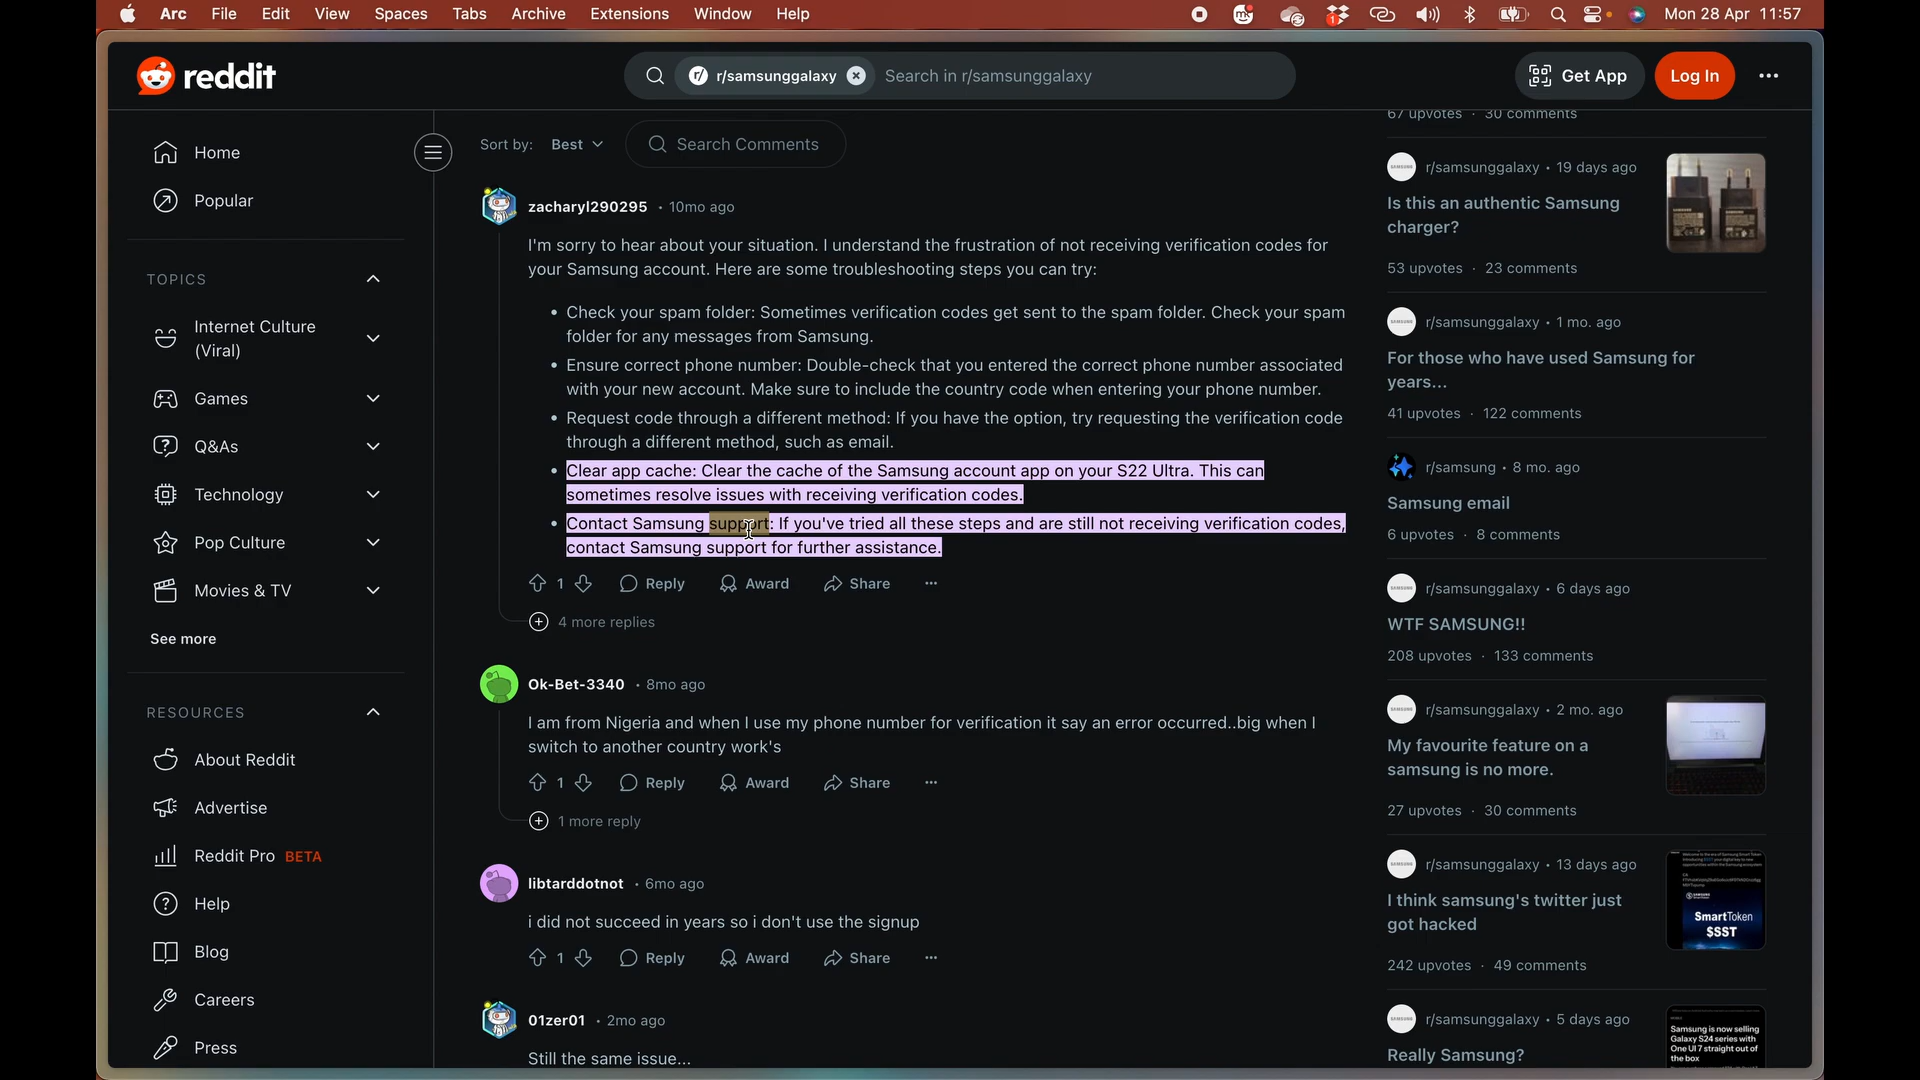 Arc File Edit View Spaces Tabs Archive Extensions Window Help
Mon 28 Apr 11:57
reddit
r/ r/samsunggalaxy
Search in r/samsunggalaxy
Get App
Log In
Home
Popular
TOPICS
Internet Culture
(Viral)
Games
Q&As
Technology
Pop Culture
Movies & TV
See more
RESOURCES
About Reddit
Advertise
Reddit Pro BETA
Help
Blog
Careers
Press
Sort by: Best
Search Comments
zacharyl290295 • 10mo ago
I'm sorry to hear about your situation. I understand the frustration of not receiving verification codes for
your Samsung account. Here are some troubleshooting steps you can try:
• Check your spam folder: Sometimes verification codes get sent to the spam folder. Check your spam
folder for any messages from Samsung.
• Ensure correct phone number: Double-check that you entered the correct phone number associated
with your new account. Make sure to include the country code when entering your phone number.
• Request code through a different method: If you have the option, try requesting the verification code
through a different method, such as email.
• Clear app cache: Clear the cache of the Samsung account app on your S22 Ultra. This can
sometimes resolve issues with receiving verification codes.
• Contact Samsung support: If you've tried all these steps and are still not receiving verification codes,
contact Samsung support for further assistance.
1 Reply Award Share
4 more replies
Ok-Bet-3340 • 8mo ago
I am from Nigeria and when I use my phone number for verification it say an error occurred..big when I
switch to another country work's
1 Reply Award Share
1 more reply
libtarddotnot • 6mo ago
i did not succeed in years so i don't use the signup
1 Reply Award Share
01zer01 • 2mo ago
Still the same issue...
67 upvotes · 30 comments
r/samsunggalaxy • 19 days ago
Is this an authentic Samsung
charger?
53 upvotes · 23 comments
r/samsunggalaxy • 1 mo. ago
For those who have used Samsung for
years...
41 upvotes · 122 comments
r/samsung • 8 mo. ago
Samsung email
6 upvotes · 8 comments
r/samsunggalaxy • 6 days ago
WTF SAMSUNG!!
208 upvotes · 133 comments
r/samsunggalaxy • 2 mo. ago
My favourite feature on a
samsung is no more.
27 upvotes · 30 comments
r/samsunggalaxy • 13 days ago
I think samsung's twitter just
got hacked
SmartToken
$SST
242 upvotes · 49 comments
r/samsunggalaxy • 5 days ago
Really Samsung?
Samsung is now selling
Galaxy S24 series with
One UI 7 straight out of
the box